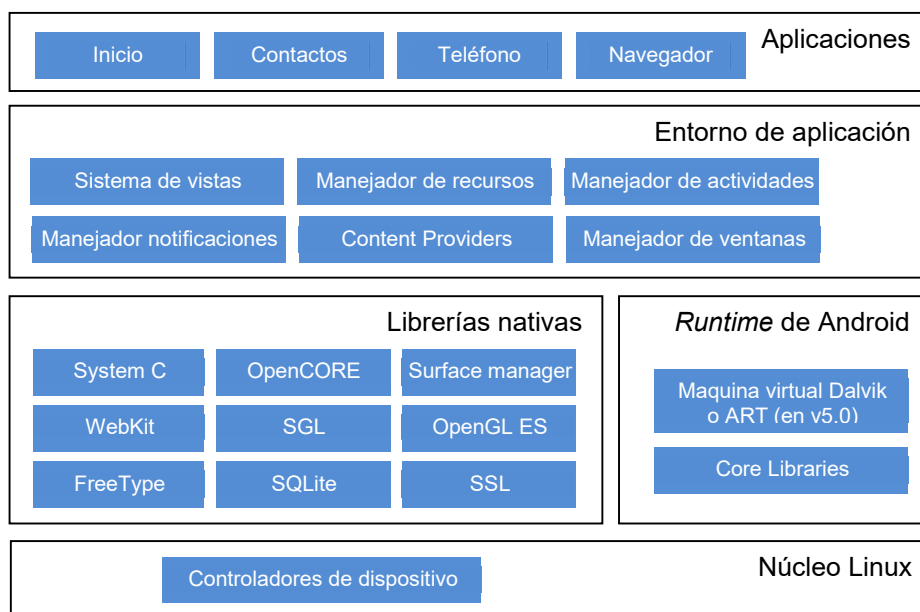 Aplicaciones
Inicio
Contactos
Teléfono
Navegador
Entorno de aplicación
Sistema de vistas
Manejador de recursos
Manejador de actividades
Manejador notificaciones
Content Providers
Manejador de ventanas
Librerías nativas
System C
OpenCORE
Surface manager
WebKit
SGL
OpenGL ES
FreeType
SQLite
SSL
Runtime de Android
Maquina virtual Dalvik
o ART (en v5.0)
Core Libraries
Núcleo Linux
Controladores de dispositivo